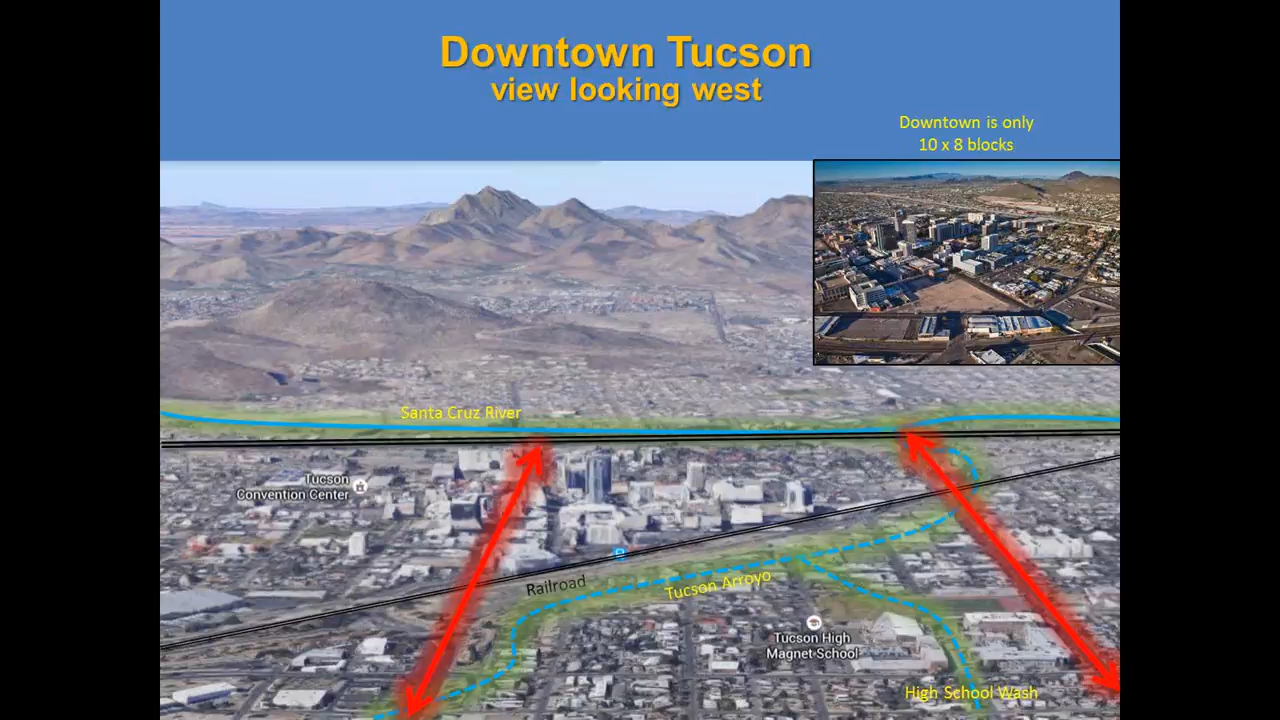 Downtown Tucson
view looking west
Downtown is only
10 x 8 blocks
Santa Cruz River
Tucson
Convention Center
Railroad
Tucson Arroyo
Tucson High
Magnet School
High School Wash